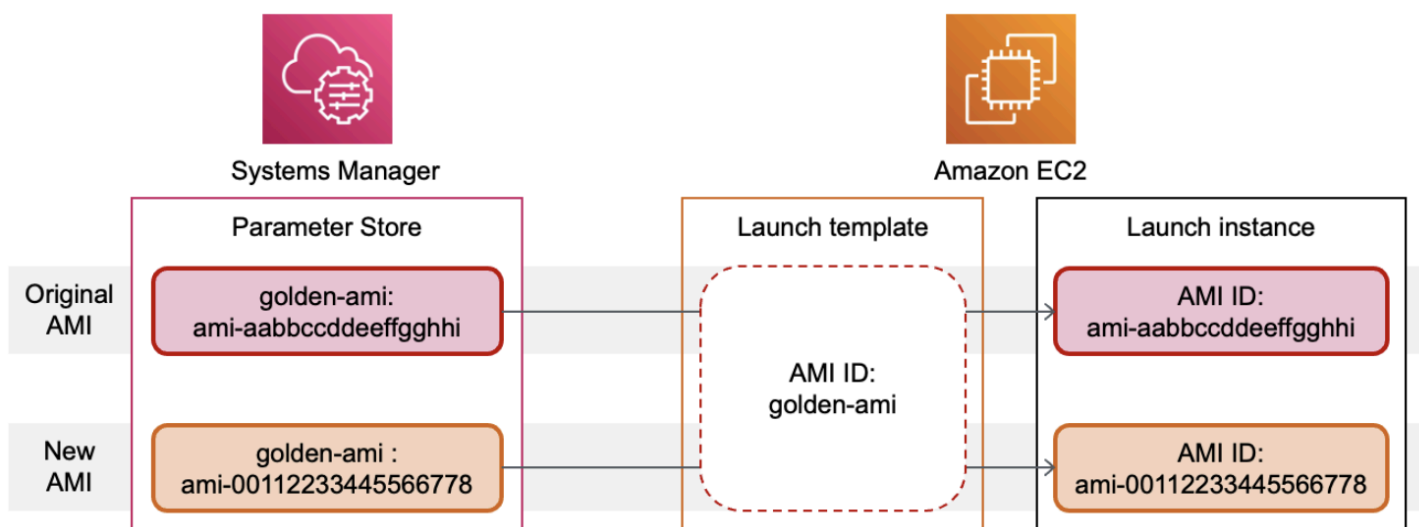 Systems Manager
Amazon EC2
Parameter Store
Launch template
Launch instance
Original
AMI
golden-ami:
ami-aabbccddeeffgghhi
AMI ID:
golden-ami
AMI ID:
ami-aabbccddeeffgghhi
New
AMI
golden-ami :
ami-00112233445566778
AMI ID:
ami-00112233445566778